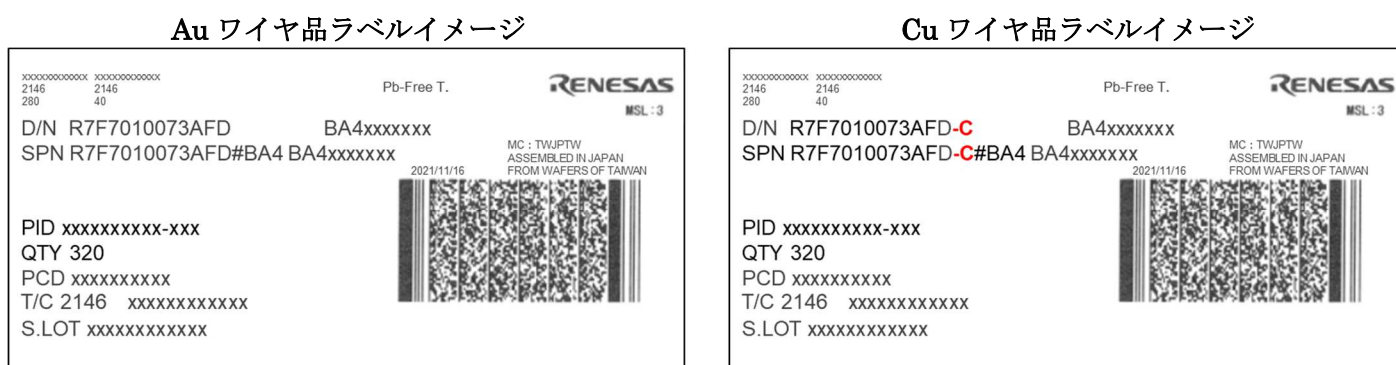 Au ワイヤ品ラベルイメージ
xxxxxxxxxxxx xxxxxxxxxxxx
2146 2146
280 40
Pb-Free T.
RENESAS
MSL : 3
D/N R7F7010073AFD BA4xxxxxxx
SPN R7F7010073AFD#BA4 BA4xxxxxxx
MC : TWJPTW
ASSEMBLED IN JAPAN
FROM WAFERS OF TAIWAN
2021/11/16
PID xxxxxxxxxx-xxx
QTY 320
PCD xxxxxxxxxx
T/C 2146 xxxxxxxxxxxx
S.LOT xxxxxxxxxxxx
Cu ワイヤ品ラベルイメージ
xxxxxxxxxxxx xxxxxxxxxxxx
2146 2146
280 40
Pb-Free T.
RENESAS
MSL : 3
D/N R7F7010073AFD-C BA4xxxxxxx
SPN R7F7010073AFD-C#BA4 BA4xxxxxxx
MC : TWJPTW
ASSEMBLED IN JAPAN
FROM WAFERS OF TAIWAN
2021/11/16
PID xxxxxxxxxx-xxx
QTY 320
PCD xxxxxxxxxx
T/C 2146 xxxxxxxxxxxx
S.LOT xxxxxxxxxxxx